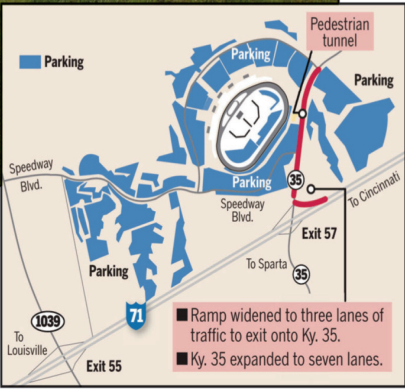 Pedestrian
tunnel
Parking
Parking
Parking
Speedway
Blvd.
Parking
35
Speedway
Blvd.
To Cincinnati
Exit 57
Parking
To Sparta
35
71
1039
To
Louisville
Exit 55
■ Ramp widened to three lanes of
traffic to exit onto Ky. 35.
■ Ky. 35 expanded to seven lanes.